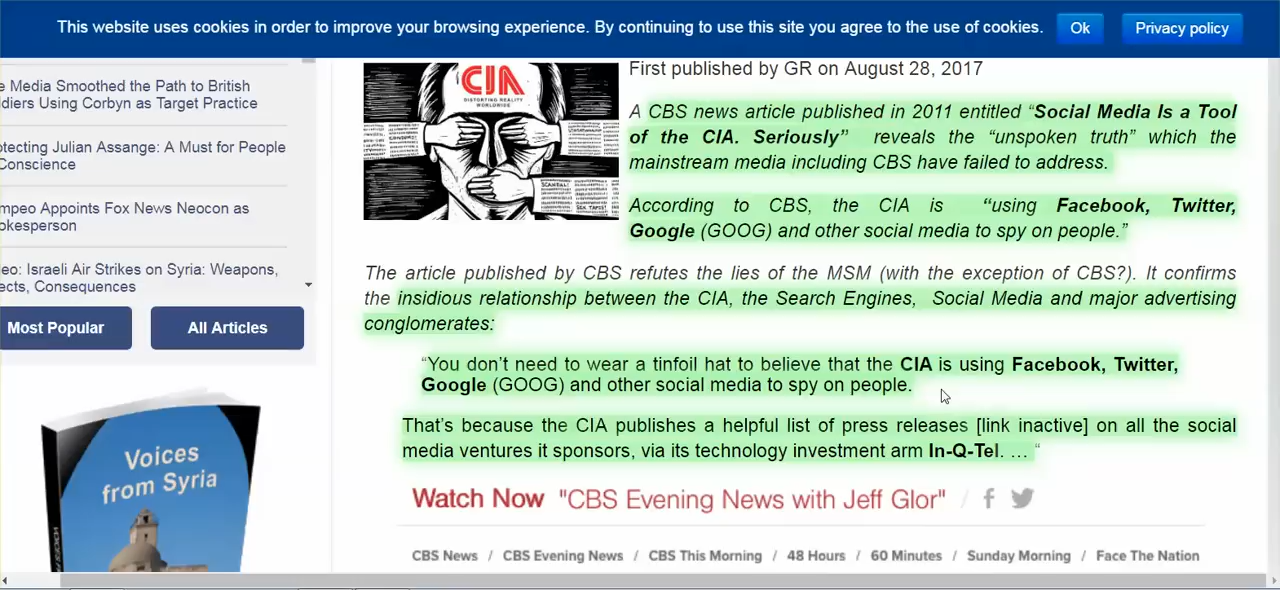 This website uses cookies in order to improve your browsing experience. By continuing to use this site you agree to the use of cookies.
Ok
Privacy policy
e Media Smoothed the Path to British
diers Using Corbyn as Target Practice
otecting Julian Assange: A Must for People
Conscience
mpeo Appoints Fox News Neocon as
okesperson
eo: Israeli Air Strikes on Syria: Weapons,
ects, Consequences
Most Popular
All Articles
Voices
from Syria
CIA
DISTORTING REALITY
WORLDWIDE
SCANDAL!
SEX TAPES!
First published by GR on August 28, 2017
A CBS news article published in 2011 entitled “Social Media Is a Tool
of the CIA. Seriously” reveals the “unspoken truth” which the
mainstream media including CBS have failed to address.
According to CBS, the CIA is “using Facebook, Twitter,
Google (GOOG) and other social media to spy on people.”
The article published by CBS refutes the lies of the MSM (with the exception of CBS?). It confirms
the insidious relationship between the CIA, the Search Engines, Social Media and major advertising
conglomerates:
“You don’t need to wear a tinfoil hat to believe that the CIA is using Facebook, Twitter,
Google (GOOG) and other social media to spy on people.
That’s because the CIA publishes a helpful list of press releases [link inactive] on all the social
media ventures it sponsors, via its technology investment arm In-Q-Tel. … “
Watch Now "CBS Evening News with Jeff Glor" /
CBS News / CBS Evening News / CBS This Morning / 48 Hours / 60 Minutes / Sunday Morning / Face The Nation